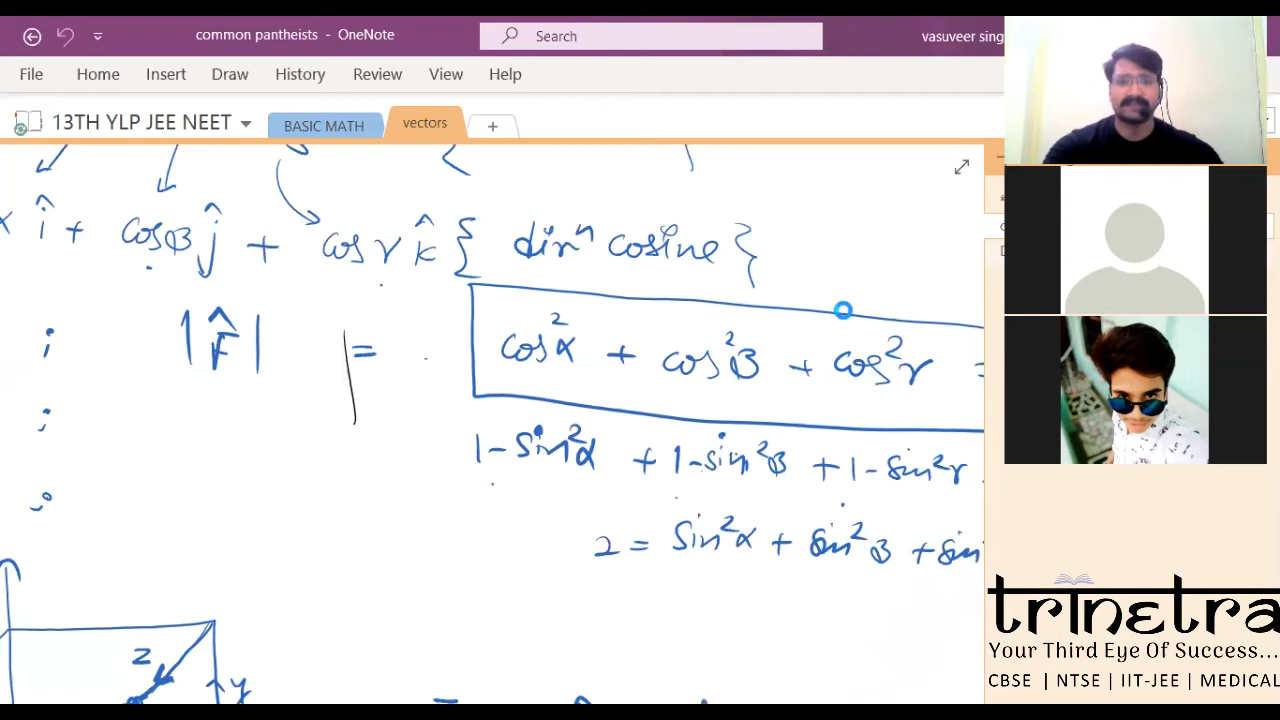 common pantheists - OneNote
Search
vasuveer sing
File Home Insert Draw History Review View Help
13TH YLP JEE NEET
BASIC MATH
vectors
+
α î + cosβ ĵ + cos γ k̂ { dirⁿ cosine }
|F̂| =
cos²α + cos²β + cos²γ =
1-sin²α + 1-sin²β + 1-sin²γ
2 = sin²α + sin²β + sin²
z
y
trinetra
Your Third Eye Of Success...
CBSE | NTSE | IIT-JEE | MEDICAL